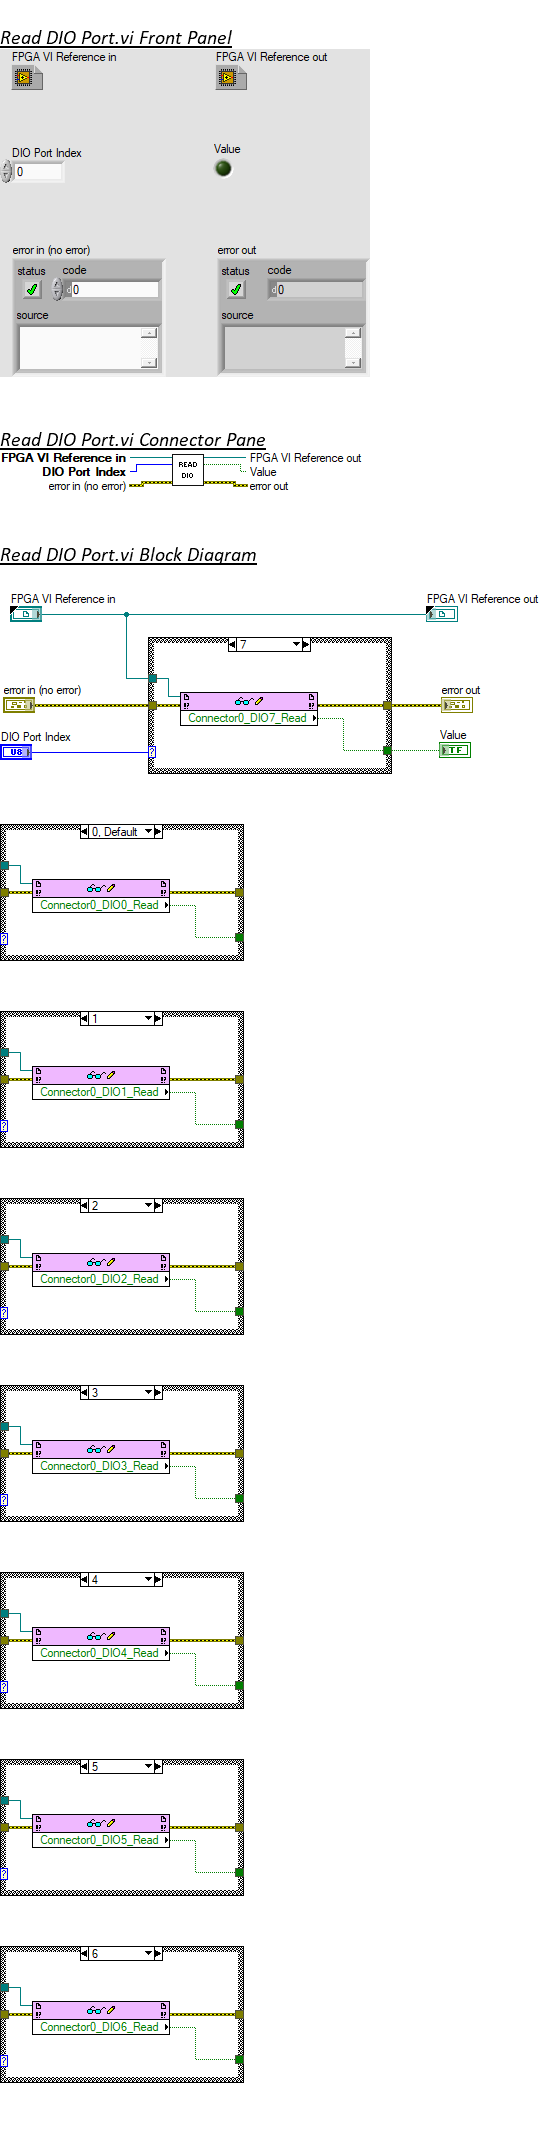 Read DIO Port.vi Front Panel
FPGA VI Reference in FPGA VI Reference out
DIO Port Index Value
0
error in (no error) error out
status code status code
d0 d0
source source
Read DIO Port.vi Connector Pane
FPGA VI Reference in FPGA VI Reference out
DIO Port Index READ DIO Value
error in (no error) error out
Read DIO Port.vi Block Diagram
FPGA VI Reference in FPGA VI Reference out
7
error in (no error) error out
Connector0_DIO7_Read
DIO Port Index Value
U8 ? TF
0, Default
Connector0_DIO0_Read
?
1
Connector0_DIO1_Read
?
2
Connector0_DIO2_Read
?
3
Connector0_DIO3_Read
?
4
Connector0_DIO4_Read
?
5
Connector0_DIO5_Read
?
6
Connector0_DIO6_Read
?